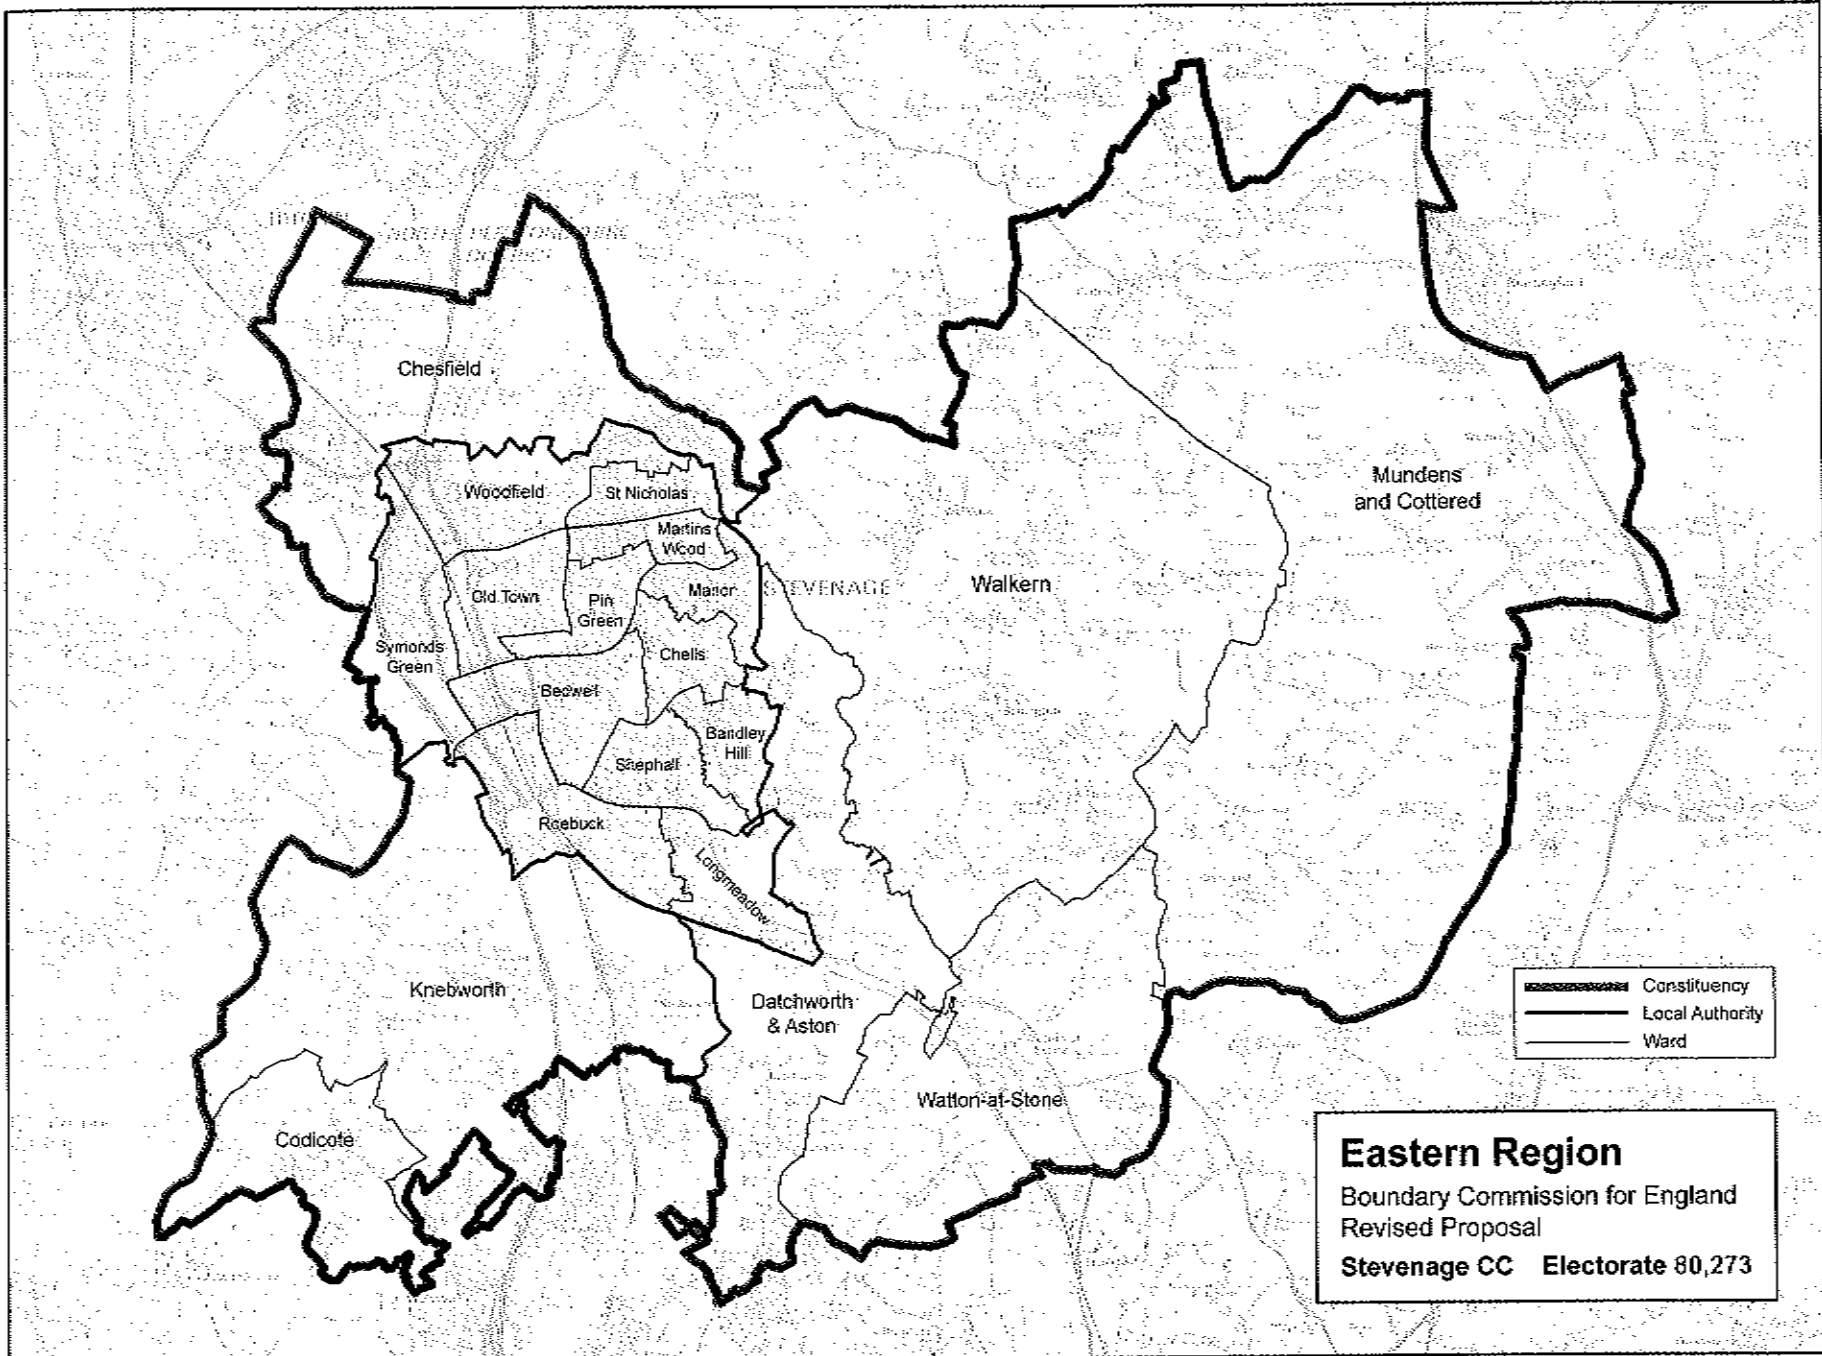 Chesfield
Woodfield
St Nicholas
Martins
Wood
Old Town
Pin
Green
Manor
EVENAGE
Walkern
Mundens
and Cottered
Symonds
Green
Chells
Bedwell
Bandley
Hill
Shephall
Roebuck
Longmeadow
Knebworth
Datchworth
& Aston
Watton-at-Stone
Codicote
Constituency
Local Authority
Ward
Eastern Region
Boundary Commission for England
Revised Proposal
Stevenage CC Electorate 80,273